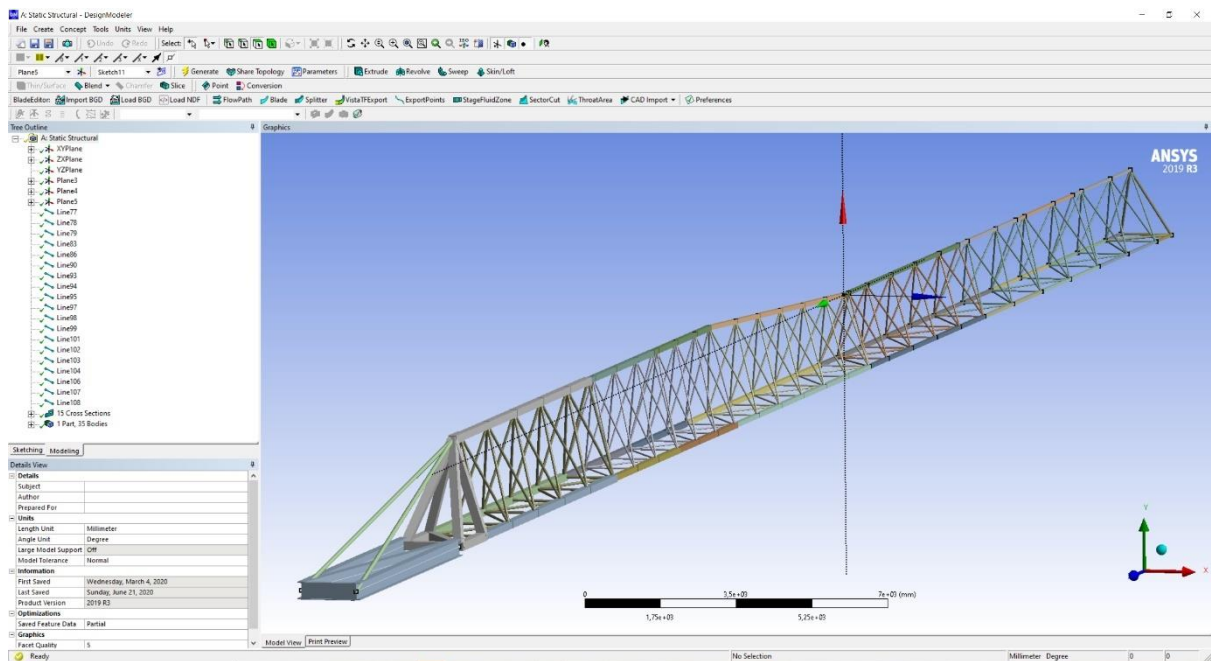 A: Static Structural - DesignModeler
File Create Concept Tools Units View Help
Undo Redo Select:
Plane5 Sketch11 Generate Share Topology Parameters Extrude Revolve Sweep Skin/Loft
Thin/Surface Blend Chamfer Slice Point Conversion
BladeEditor: Import BGD Load BGD Load NDF FlowPath Blade Splitter VistaTFExport ExportPoints StageFluidZone SectorCut ThroatArea CAD Import Preferences
Tree Outline
Graphics
A: Static Structural
XYPlane
ZXPlane
YZPlane
Plane3
Plane4
Plane5
Line77
Line78
Line79
Line83
Line86
Line90
Line93
Line94
Line95
Line97
Line98
Line99
Line101
Line102
Line103
Line104
Line106
Line107
Line108
15 Cross Sections
1 Part, 35 Bodies
Sketching Modeling
Details View
Details
Subject
Author
Prepared For
Units
Length Unit Millimeter
Angle Unit Degree
Large Model Support Off
Model Tolerance Normal
Information
First Saved Wednesday, March 4, 2020
Last Saved Sunday, June 21, 2020
Product Version 2019 R3
Optimizations
Saved Feature Data Partial
Graphics
Facet Quality 5
ANSYS
2019 R3
Y
X
0 3,5e+03 7e+03 (mm)
1,75e+03 5,25e+03
Model View Print Preview
Ready No Selection Millimeter Degree 0 0